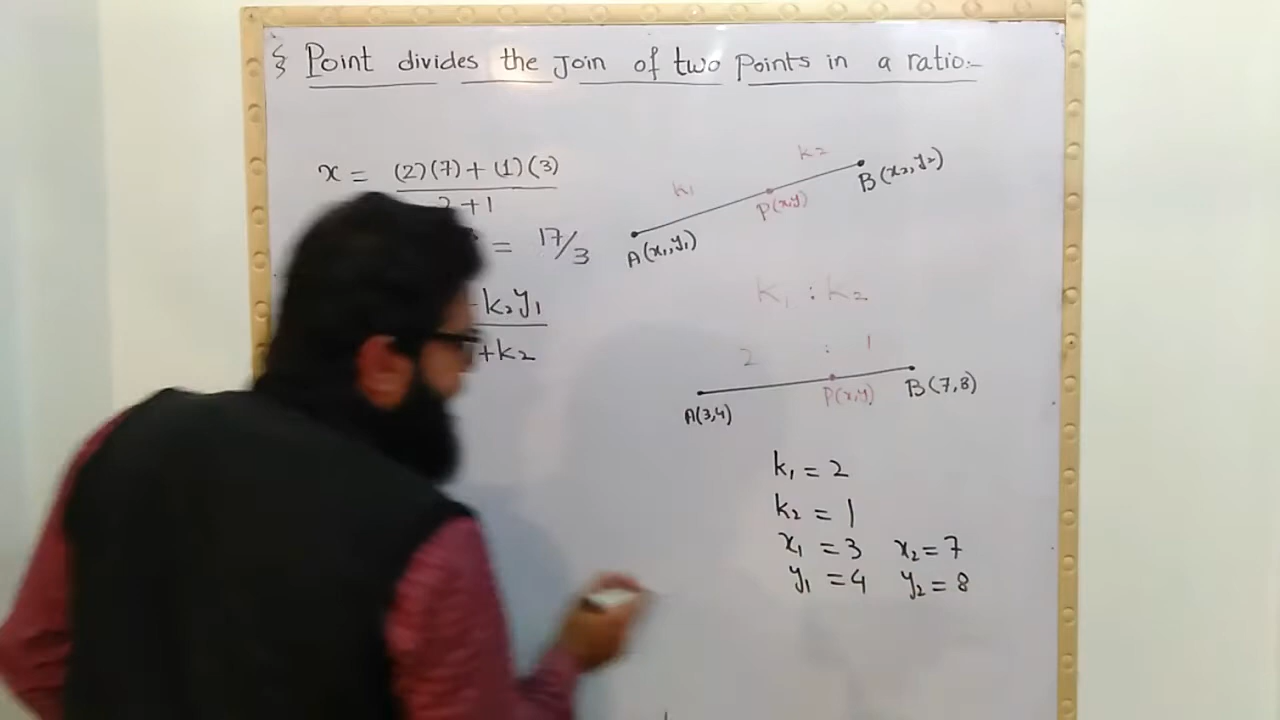 § Point divides the Join of two Points in a ratio:-
x = (2)(7) + (1)(3)
2+1
= 17/3
k₂y₁
+k₂
k₁
k₂
A(x₁,y₁)
P(x,y)
B(x₂,y₂)
k₁ : k₂
2 : 1
A(3,4)
P(x,y)
B(7,8)
k₁ = 2
k₂ = 1
x₁ = 3 x₂ = 7
y₁ = 4 y₂ = 8